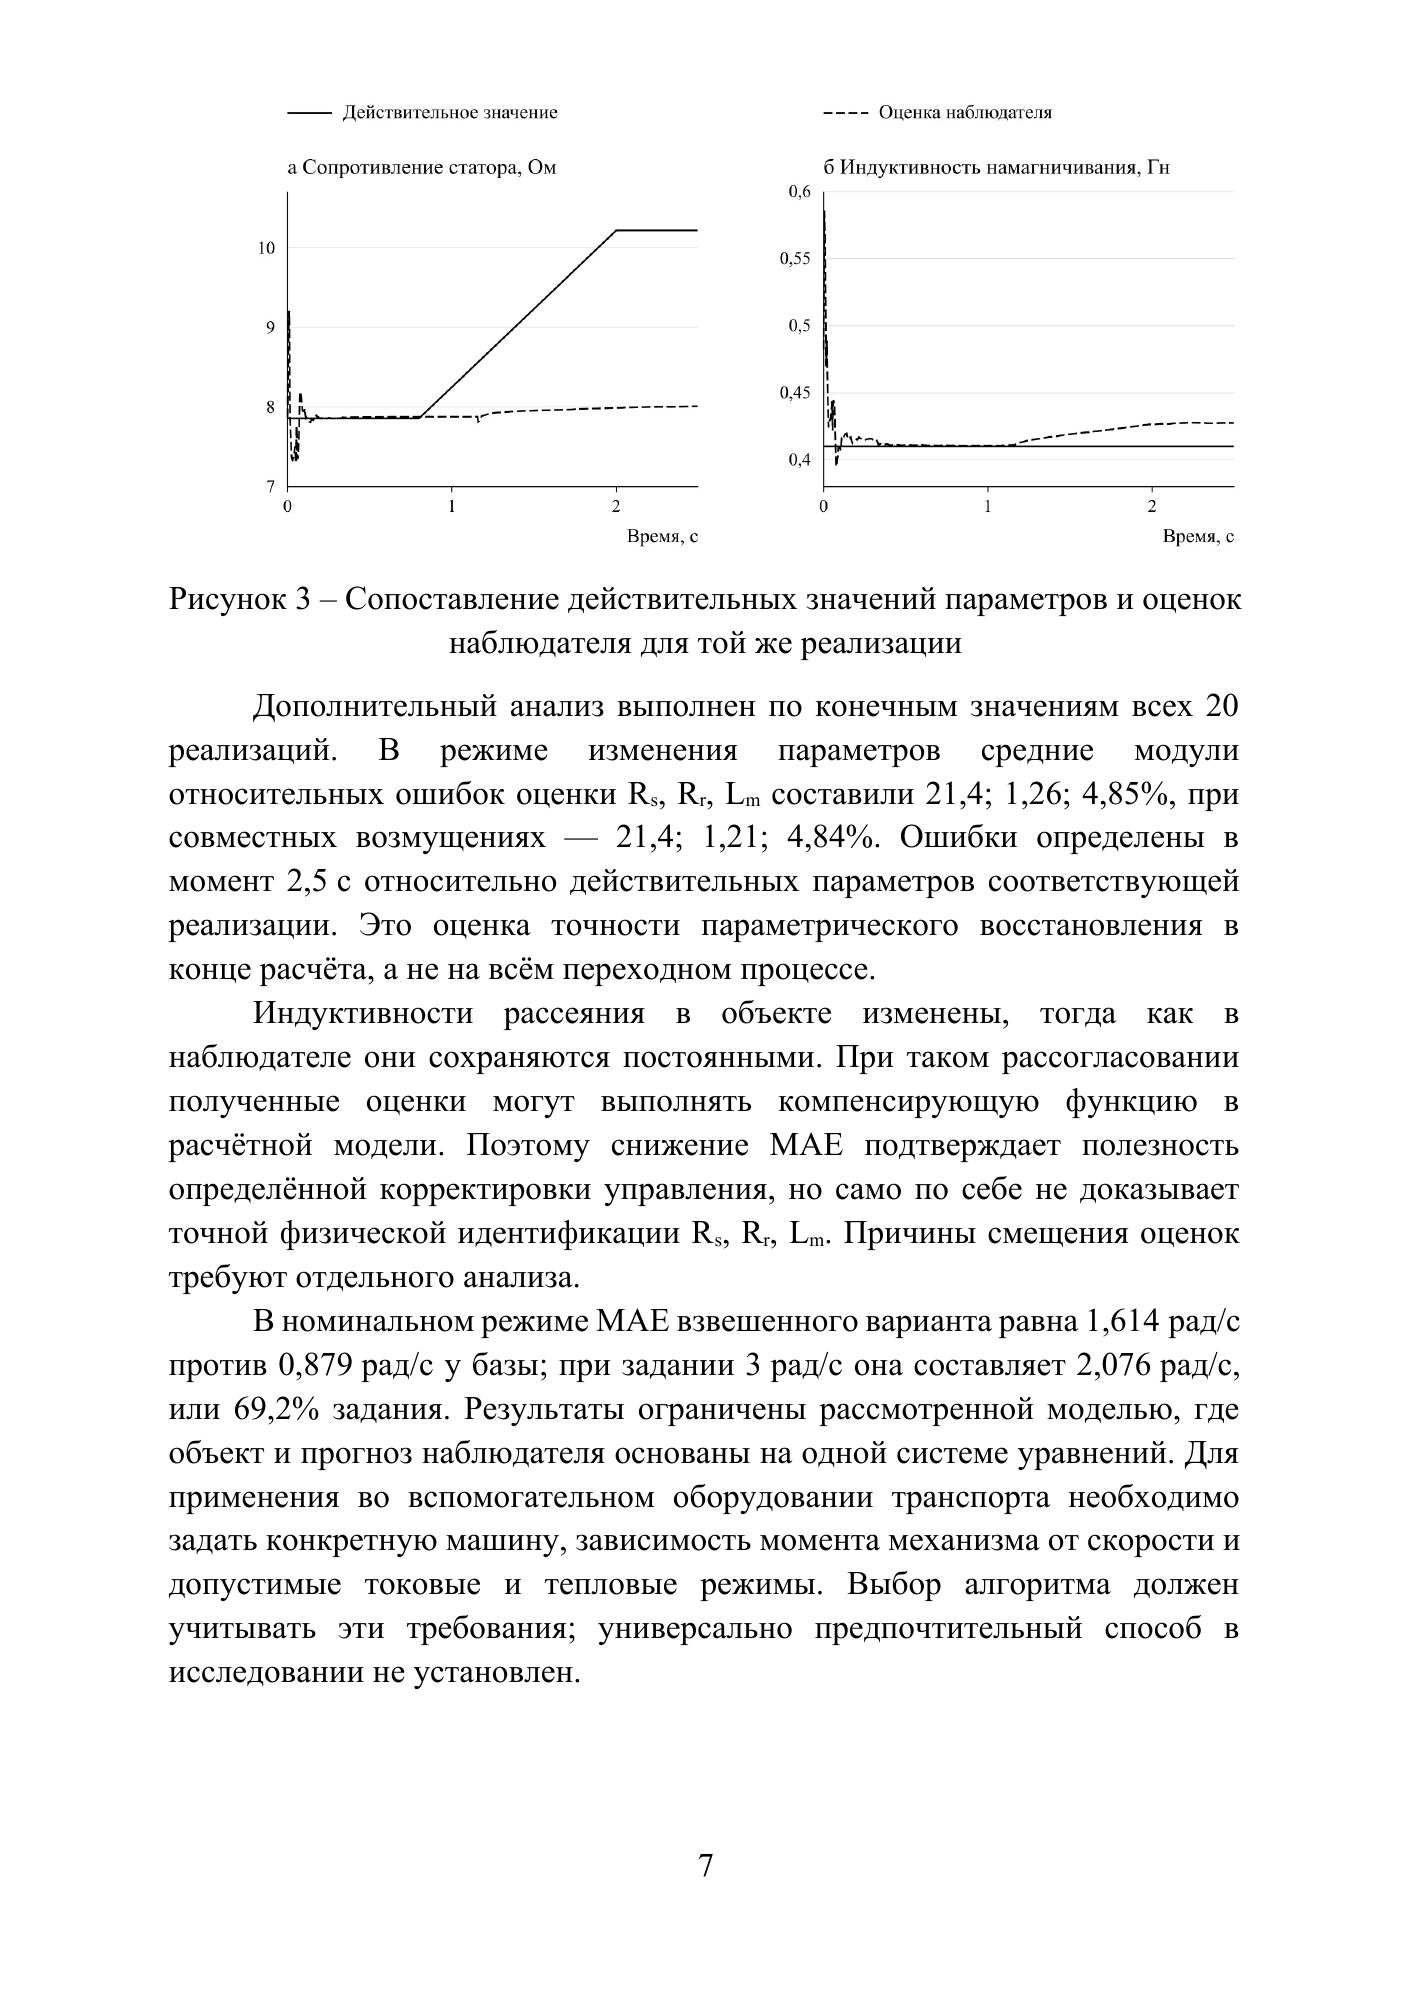 Действительное значение
Оценка наблюдателя
а Сопротивление статора, Ом
10
9
8
7
0
1
2
Время, с
б Индуктивность намагничивания, Гн
0,6
0,55
0,5
0,45
0,4
0
1
2
Время, с
Рисунок 3 – Сопоставление действительных значений параметров и оценок
наблюдателя для той же реализации
Дополнительный анализ выполнен по конечным значениям всех 20
реализаций. В режиме изменения параметров средние модули
относительных ошибок оценки Rs, Rr, Lm составили 21,4; 1,26; 4,85%, при
совместных возмущениях — 21,4; 1,21; 4,84%. Ошибки определены в
момент 2,5 с относительно действительных параметров соответствующей
реализации. Это оценка точности параметрического восстановления в
конце расчёта, а не на всём переходном процессе.
Индуктивности рассеяния в объекте изменены, тогда как в
наблюдателе они сохраняются постоянными. При таком рассогласовании
полученные оценки могут выполнять компенсирующую функцию в
расчётной модели. Поэтому снижение MAE подтверждает полезность
определённой корректировки управления, но само по себе не доказывает
точной физической идентификации Rs, Rr, Lm. Причины смещения оценок
требуют отдельного анализа.
В номинальном режиме MAE взвешенного варианта равна 1,614 рад/с
против 0,879 рад/с у базы; при задании 3 рад/с она составляет 2,076 рад/с,
или 69,2% задания. Результаты ограничены рассмотренной моделью, где
объект и прогноз наблюдателя основаны на одной системе уравнений. Для
применения во вспомогательном оборудовании транспорта необходимо
задать конкретную машину, зависимость момента механизма от скорости и
допустимые токовые и тепловые режимы. Выбор алгоритма должен
учитывать эти требования; универсально предпочтительный способ в
исследовании не установлен.
7